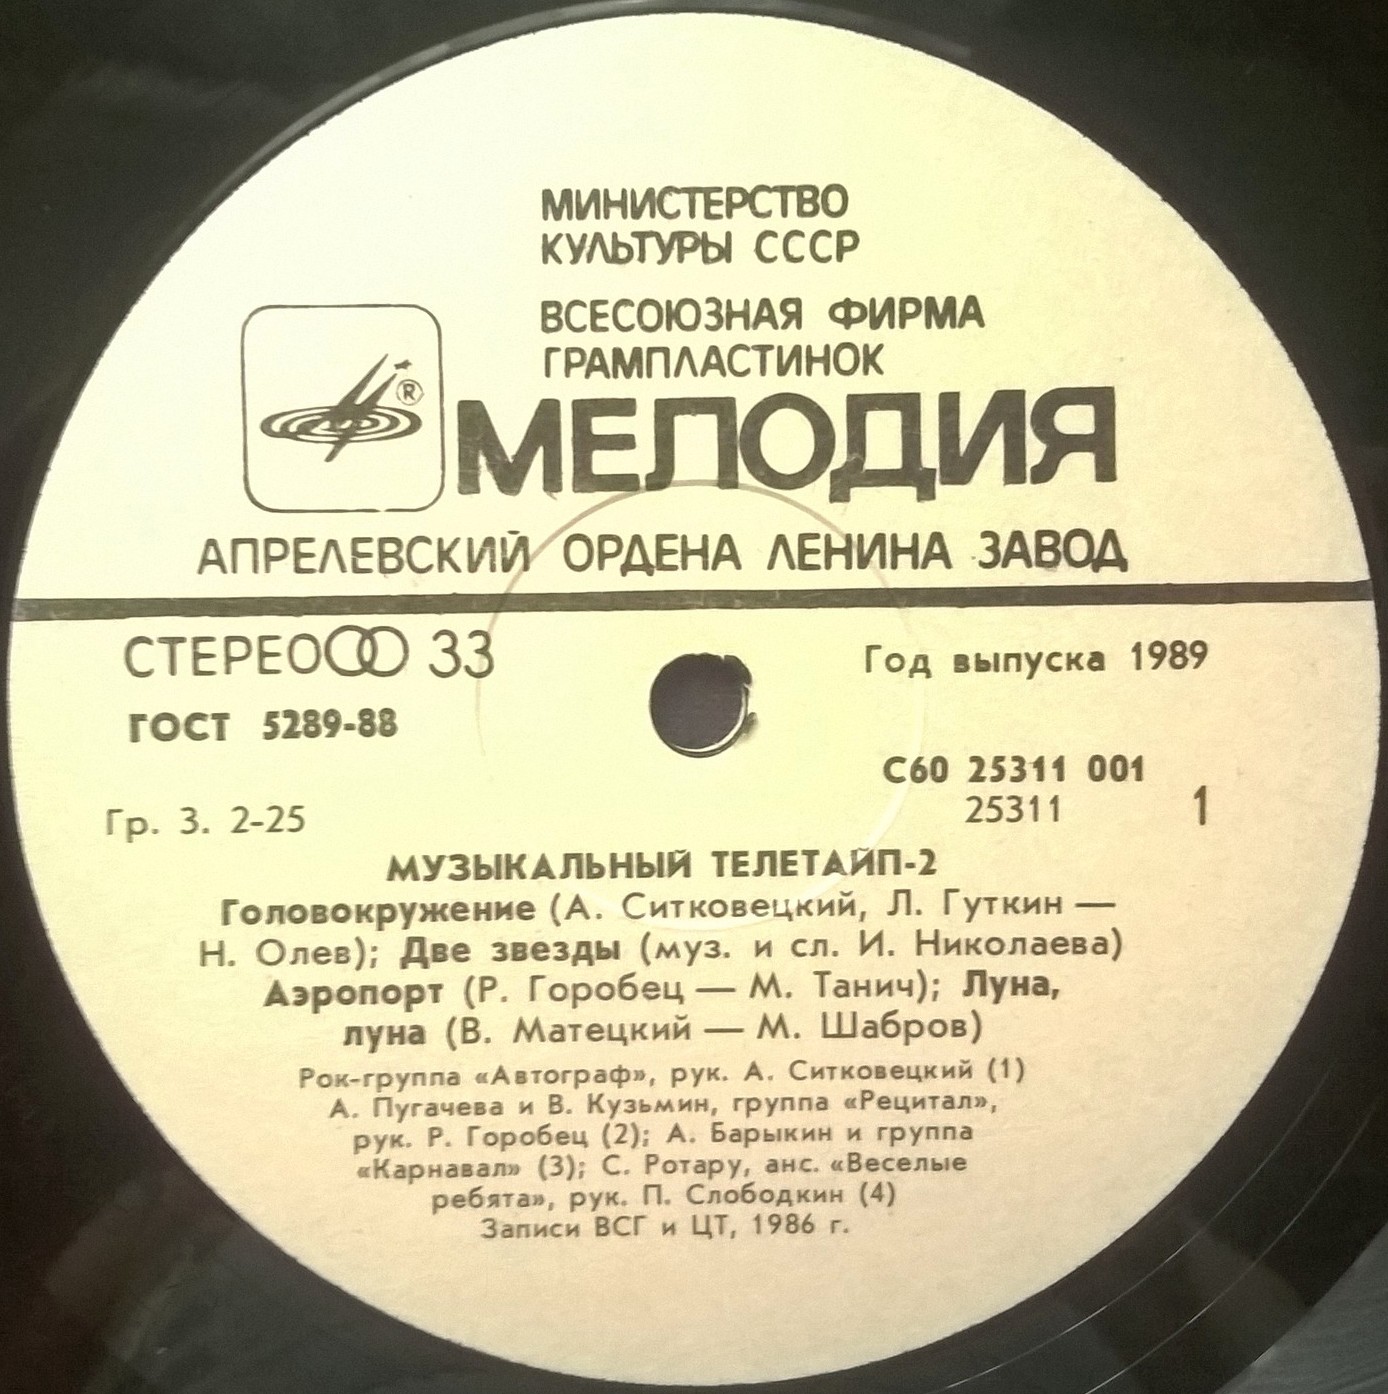 МИНИСТЕРСТВО
КУЛЬТУРЫ СССР
ВСЕСОЮЗНАЯ ФИРМА
ГРАМПЛАСТИНОК
®
МЕЛОДИЯ
АПРЕЛЕВСКИЙ ОРДЕНА ЛЕНИНА ЗАВОД
СТЕРЕО 33
Год выпуска 1989
ГОСТ 5289-88
С60 25311 001
Гр. 3. 2-25
25311 1
МУЗЫКАЛЬНЫЙ ТЕЛЕТАЙП-2
Головокружение (А. Ситковецкий, Л. Гуткин —
Н. Олев); Две звезды (муз. и сл. И. Николаева)
Аэропорт (Р. Горобец — М. Танич); Луна,
луна (В. Матецкий — М. Шабров)
Рок-группа «Автограф», рук. А. Ситковецкий (1)
А. Пугачева и В. Кузьмин, группа «Рецитал»,
рук. Р. Горобец (2); А. Барыкин и группа
«Карнавал» (3); С. Ротару, анс. «Веселые
ребята», рук. П. Слободкин (4)
Записи ВСГ и ЦТ, 1986 г.